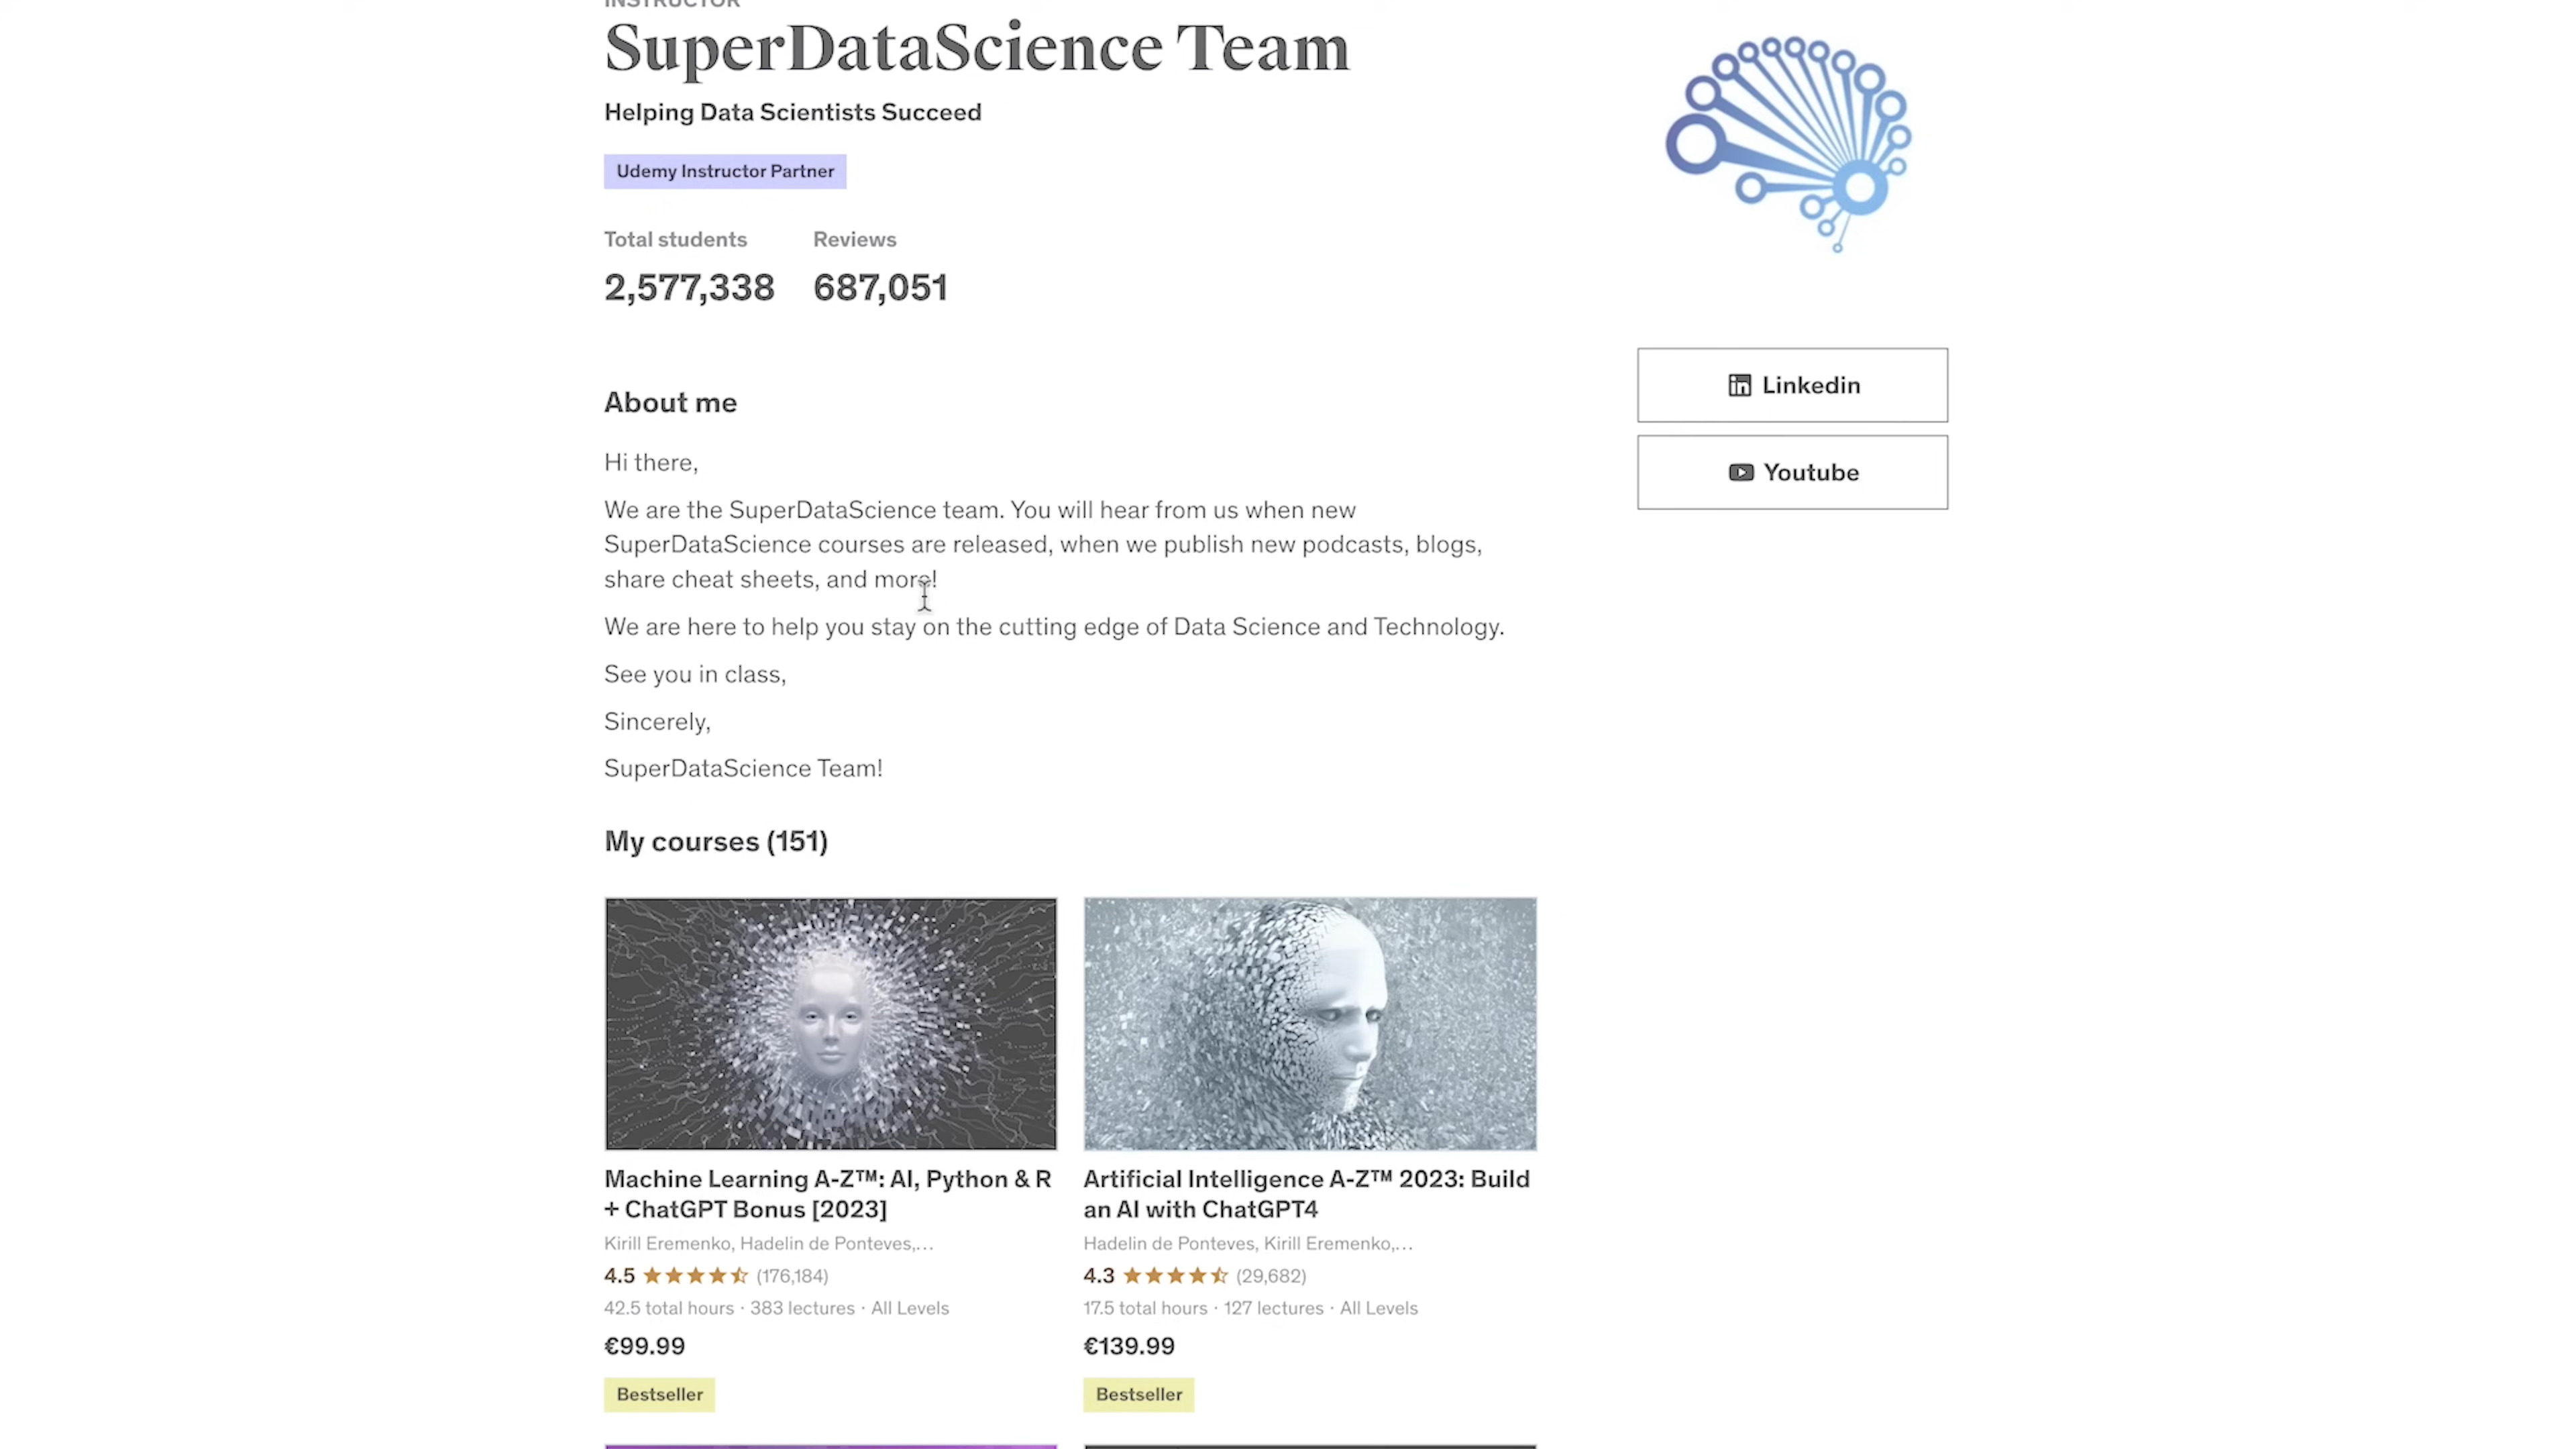 INSTRUCTOR
SuperDataScience Team
Helping Data Scientists Succeed
Udemy Instructor Partner
Total students
Reviews
2,577,338
687,051
Linkedin
Youtube
About me
Hi there,
We are the SuperDataScience team. You will hear from us when new
SuperDataScience courses are released, when we publish new podcasts, blogs,
share cheat sheets, and more!
We are here to help you stay on the cutting edge of Data Science and Technology.
See you in class,
Sincerely,
SuperDataScience Team!
My courses (151)
Machine Learning A-Z™: AI, Python & R
+ ChatGPT Bonus [2023]
Kirill Eremenko, Hadelin de Ponteves,...
4.5 (176,184)
42.5 total hours · 383 lectures · All Levels
€99.99
Bestseller
Artificial Intelligence A-Z™ 2023: Build
an AI with ChatGPT4
Hadelin de Ponteves, Kirill Eremenko,...
4.3 (29,682)
17.5 total hours · 127 lectures · All Levels
€139.99
Bestseller